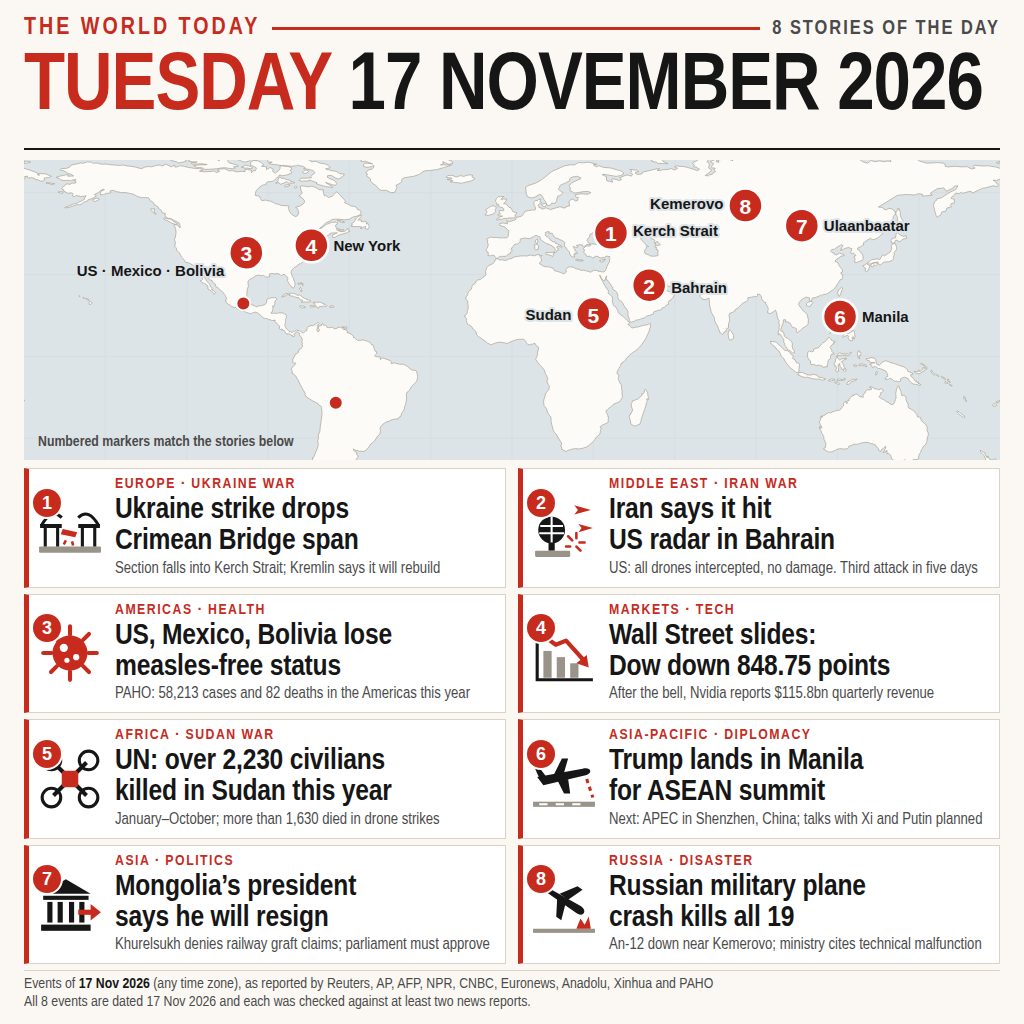 THE WORLD TODAY
8 STORIES OF THE DAY
TUESDAY 17 NOVEMBER 2026
Kemerovo 8
1 Kerch Strait
7 Ulaanbaatar
3
4 New York
US · Mexico · Bolivia
2 Bahrain
Sudan 5
6 Manila
Numbered markers match the stories below
1
EUROPE · UKRAINE WAR
Ukraine strike drops
Crimean Bridge span
Section falls into Kerch Strait; Kremlin says it will rebuild
2
MIDDLE EAST · IRAN WAR
Iran says it hit
US radar in Bahrain
US: all drones intercepted, no damage. Third attack in five days
3
AMERICAS · HEALTH
US, Mexico, Bolivia lose
measles-free status
PAHO: 58,213 cases and 82 deaths in the Americas this year
4
MARKETS · TECH
Wall Street slides:
Dow down 848.75 points
After the bell, Nvidia reports $115.8bn quarterly revenue
5
AFRICA · SUDAN WAR
UN: over 2,230 civilians
killed in Sudan this year
January–October; more than 1,630 died in drone strikes
6
ASIA-PACIFIC · DIPLOMACY
Trump lands in Manila
for ASEAN summit
Next: APEC in Shenzhen, China; talks with Xi and Putin planned
7
ASIA · POLITICS
Mongolia’s president
says he will resign
Khurelsukh denies railway graft claims; parliament must approve
8
RUSSIA · DISASTER
Russian military plane
crash kills all 19
An-12 down near Kemerovo; ministry cites technical malfunction
Events of 17 Nov 2026 (any time zone), as reported by Reuters, AP, AFP, NPR, CNBC, Euronews, Anadolu, Xinhua and PAHO
All 8 events are dated 17 Nov 2026 and each was checked against at least two news reports.